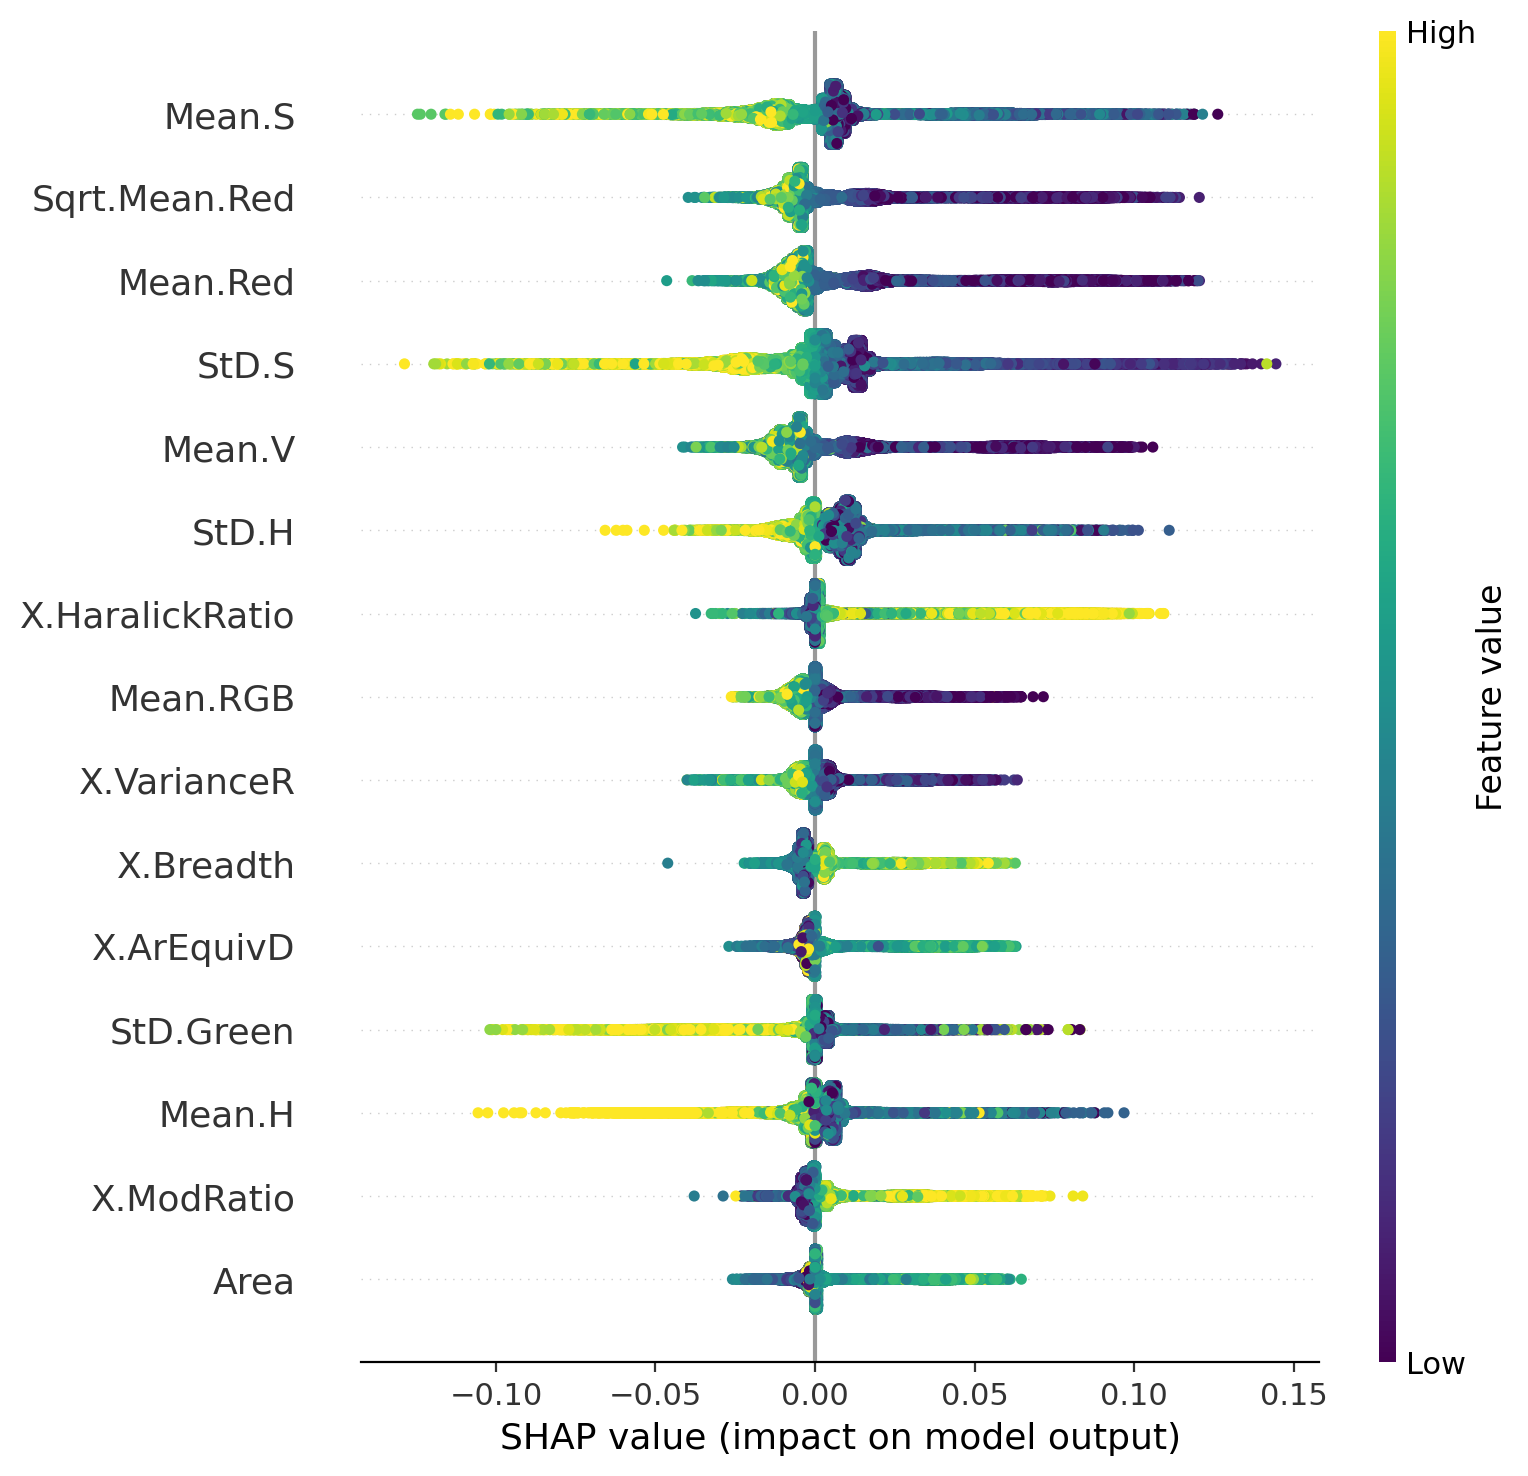 High
Mean.S
Sqrt.Mean.Red
Mean.Red
StD.S
Mean.V
StD.H
X.HaralickRatio
Mean.RGB
X.VarianceR
X.Breadth
X.ArEquivD
StD.Green
Mean.H
X.ModRatio
Area
Feature value
Low
−0.10 −0.05 0.00 0.05 0.10 0.15
SHAP value (impact on model output)